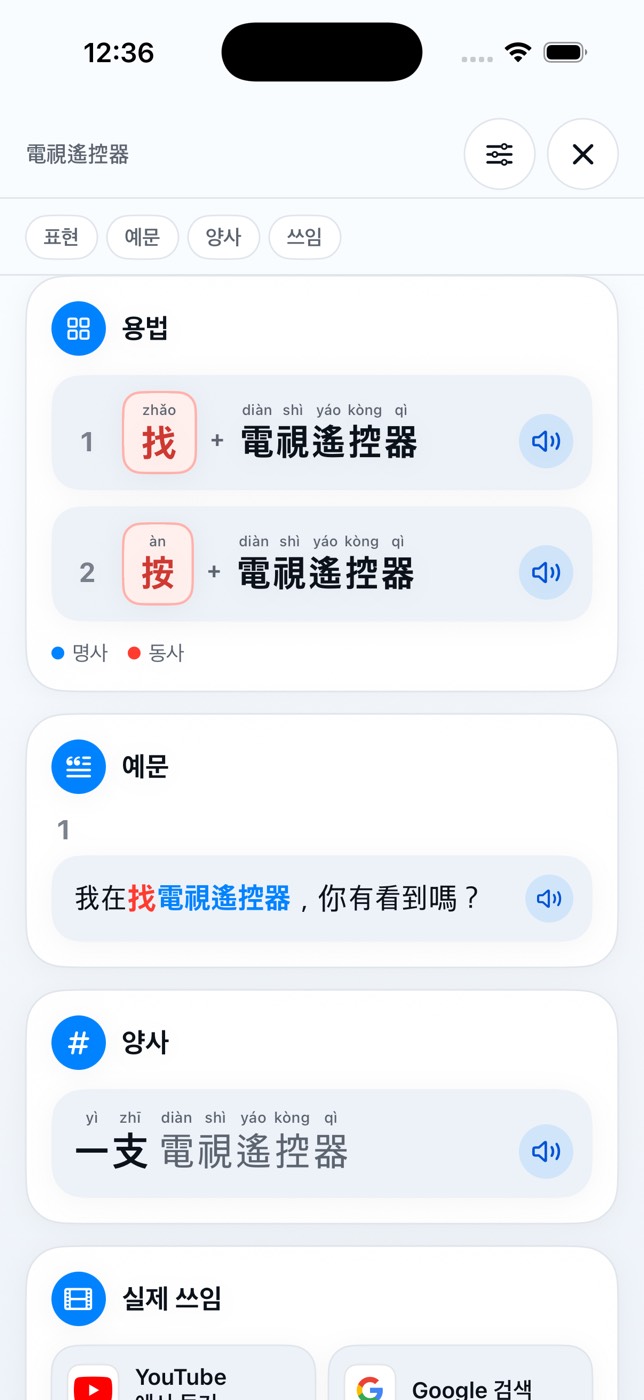 12:36
電視遙控器
표현 예문 양사 쓰임
용법
zhǎo diàn shì yáo kòng qì
1 找 + 電視遙控器
àn diàn shì yáo kòng qì
2 按 + 電視遙控器
명사 동사
예문
1
我在找電視遙控器，你有看到嗎？
양사
yì zhī diàn shì yáo kòng qì
一支 電視遙控器
실제 쓰임
YouTube
Google 검색